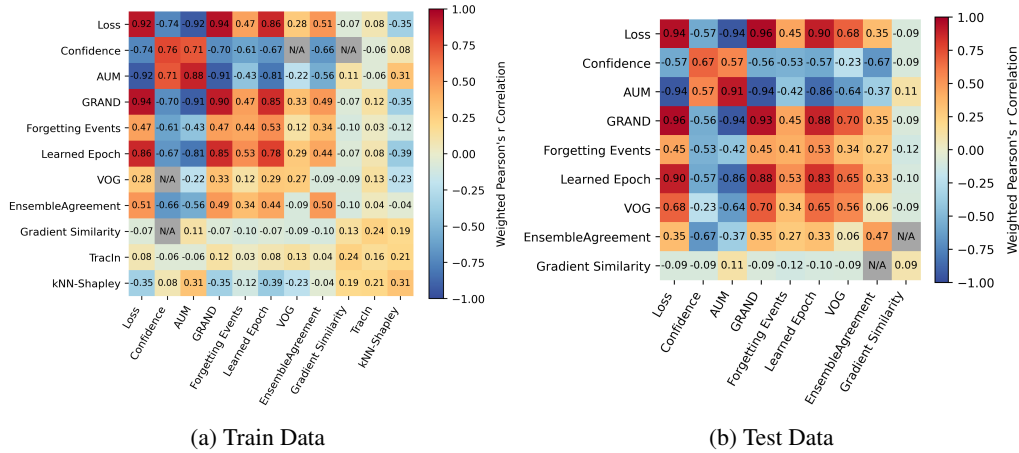 Loss 0.92 -0.74 -0.92 0.94 0.47 0.86 0.28 0.51 -0.07 0.08 -0.35
Confidence -0.74 0.76 0.71 -0.70 -0.61 -0.67 N/A -0.66 N/A -0.06 0.08
AUM -0.92 0.71 0.88 -0.91 -0.43 -0.81 -0.22 -0.56 0.11 -0.06 0.31
GRAND 0.94 -0.70 -0.91 0.90 0.47 0.85 0.33 0.49 -0.07 0.12 -0.35
Forgetting Events 0.47 -0.61 -0.43 0.47 0.44 0.53 0.12 0.34 -0.10 0.03 -0.12
Learned Epoch 0.86 -0.67 -0.81 0.85 0.53 0.78 0.29 0.44 -0.07 0.08 -0.39
VOG 0.28 N/A -0.22 0.33 0.12 0.29 0.27 -0.09 -0.09 0.13 -0.23
EnsembleAgreement 0.51 -0.66 -0.56 0.49 0.34 0.44 -0.09 0.50 -0.10 0.04 -0.04
Gradient Similarity -0.07 N/A 0.11 -0.07 -0.10 -0.07 -0.09 -0.10 0.13 0.24 0.19
TracIn 0.08 -0.06 -0.06 0.12 0.03 0.08 0.13 0.04 0.24 0.16 0.21
kNN-Shapley -0.35 0.08 0.31 -0.35 -0.12 -0.39 -0.23 -0.04 0.19 0.21 0.31
Loss
Confidence
AUM
GRAND
Forgetting Events
Learned Epoch
VOG
EnsembleAgreement
Gradient Similarity
TracIn
kNN-Shapley
1.00
0.75
0.50
0.25
0.00
−0.25
−0.50
−0.75
−1.00
Weighted Pearson's r Correlation
(a) Train Data
Loss 0.94 -0.57 -0.94 0.96 0.45 0.90 0.68 0.35 -0.09
Confidence -0.57 0.67 0.57 -0.56 -0.53 -0.57 -0.23 -0.67 -0.09
AUM -0.94 0.57 0.91 -0.94 -0.42 -0.86 -0.64 -0.37 0.11
GRAND 0.96 -0.56 -0.94 0.93 0.45 0.88 0.70 0.35 -0.09
Forgetting Events 0.45 -0.53 -0.42 0.45 0.41 0.53 0.34 0.27 -0.12
Learned Epoch 0.90 -0.57 -0.86 0.88 0.53 0.83 0.65 0.33 -0.10
VOG 0.68 -0.23 -0.64 0.70 0.34 0.65 0.56 0.06 -0.09
EnsembleAgreement 0.35 -0.67 -0.37 0.35 0.27 0.33 0.06 0.47 N/A
Gradient Similarity -0.09 -0.09 0.11 -0.09 -0.12 -0.10 -0.09 N/A 0.09
Loss
Confidence
AUM
GRAND
Forgetting Events
Learned Epoch
VOG
EnsembleAgreement
Gradient Similarity
1.00
0.75
0.50
0.25
0.00
−0.25
−0.50
−0.75
−1.00
Weighted Pearson's r Correlation
(b) Test Data